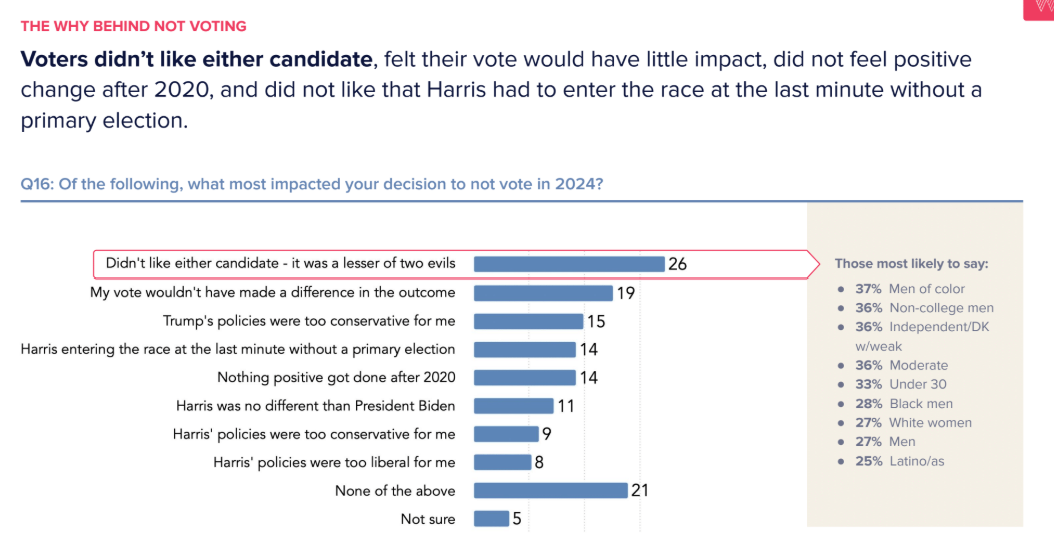 THE WHY BEHIND NOT VOTING
Voters didn't like either candidate, felt their vote would have little impact, did not feel positive
change after 2020, and did not like that Harris had to enter the race at the last minute without a
primary election.
Q16: Of the following, what most impacted your decision to not vote in 2024?
Didn't like either candidate - it was a lesser of two evils 26
My vote wouldn't have made a difference in the outcome 19
Trump's policies were too conservative for me 15
Harris entering the race at the last minute without a primary election 14
Nothing positive got done after 2020 14
Harris was no different than President Biden 11
Harris' policies were too conservative for me 9
Harris' policies were too liberal for me 8
None of the above 21
Not sure 5
Those most likely to say:
• 37% Men of color
• 36% Non-college men
• 36% Independent/DK
w/weak
• 36% Moderate
• 33% Under 30
• 28% Black men
• 27% White women
• 27% Men
• 25% Latino/as